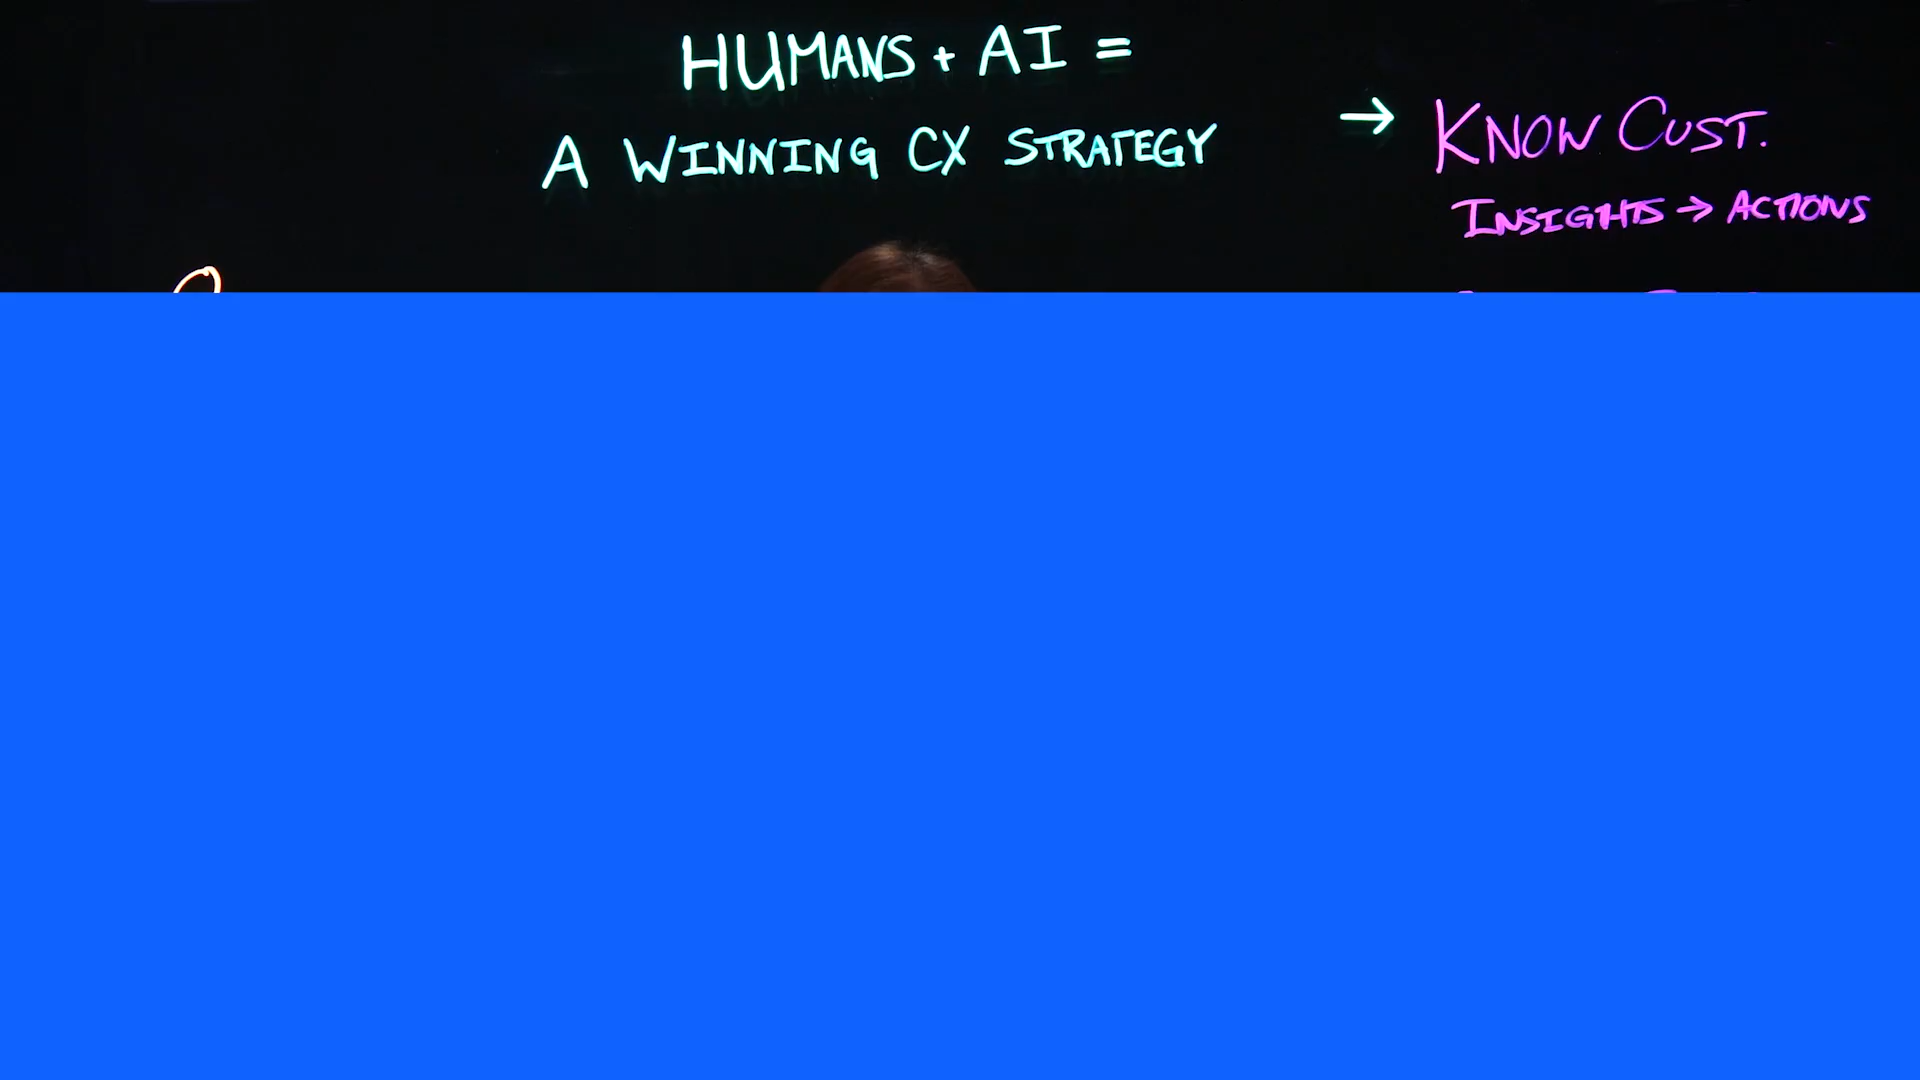 HUMANS + AI =
A WINNING CX STRATEGY
→ KNOW CUST.
INSIGHTS → ACTIONS